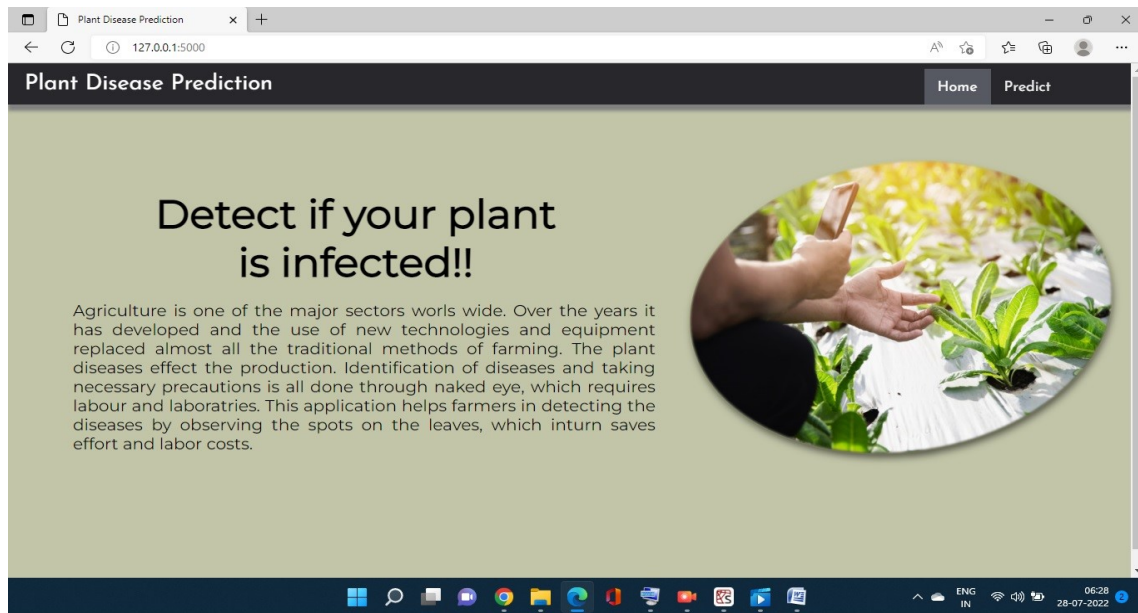 Plant Disease Prediction
127.0.0.1:5000
Plant Disease Prediction
Home Predict
Detect if your plant
is infected!!
Agriculture is one of the major sectors worls wide. Over the years it
has developed and the use of new technologies and equipment
replaced almost all the traditional methods of farming. The plant
diseases effect the production. Identification of diseases and taking
necessary precautions is all done through naked eye, which requires
labour and laboratries. This application helps farmers in detecting the
diseases by observing the spots on the leaves, which inturn saves
effort and labor costs.
ENG
IN
06:28
28-07-2022
2